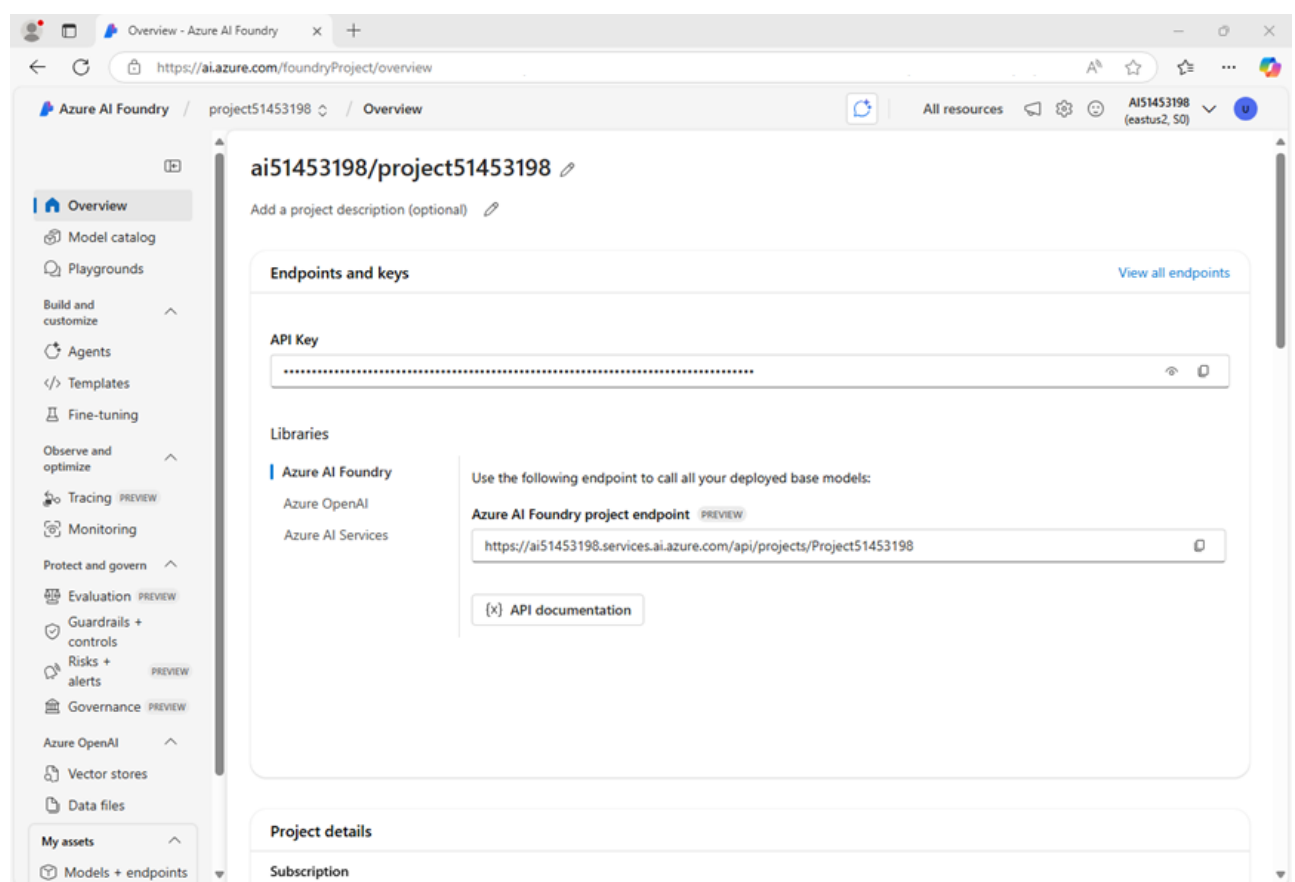 Overview - Azure AI Foundry
https://ai.azure.com/foundryProject/overview
Azure AI Foundry / project51453198 / Overview
All resources
AI51453198
(eastus2, S0)
U
ai51453198/project51453198
Add a project description (optional)
Overview
Model catalog
Playgrounds
Build and
customize
Agents
Templates
Fine-tuning
Observe and
optimize
Tracing PREVIEW
Monitoring
Protect and govern
Evaluation PREVIEW
Guardrails +
controls
Risks +
alerts
PREVIEW
Governance PREVIEW
Azure OpenAI
Vector stores
Data files
My assets
Models + endpoints
Endpoints and keys
View all endpoints
API Key
Libraries
Azure AI Foundry
Azure OpenAI
Azure AI Services
Use the following endpoint to call all your deployed base models:
Azure AI Foundry project endpoint PREVIEW
https://ai51453198.services.ai.azure.com/api/projects/Project51453198
{x} API documentation
Project details
Subscription